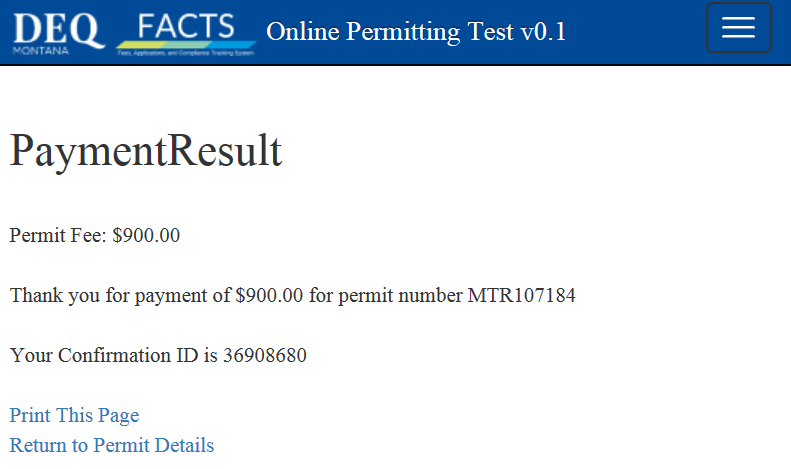 DEQ FACTS Online Permitting Test v0.1
MONTANA Fees, Applications, and Compliance Tracking System
PaymentResult
Permit Fee: $900.00
Thank you for payment of $900.00 for permit number MTR107184
Your Confirmation ID is 36908680
Print This Page
Return to Permit Details